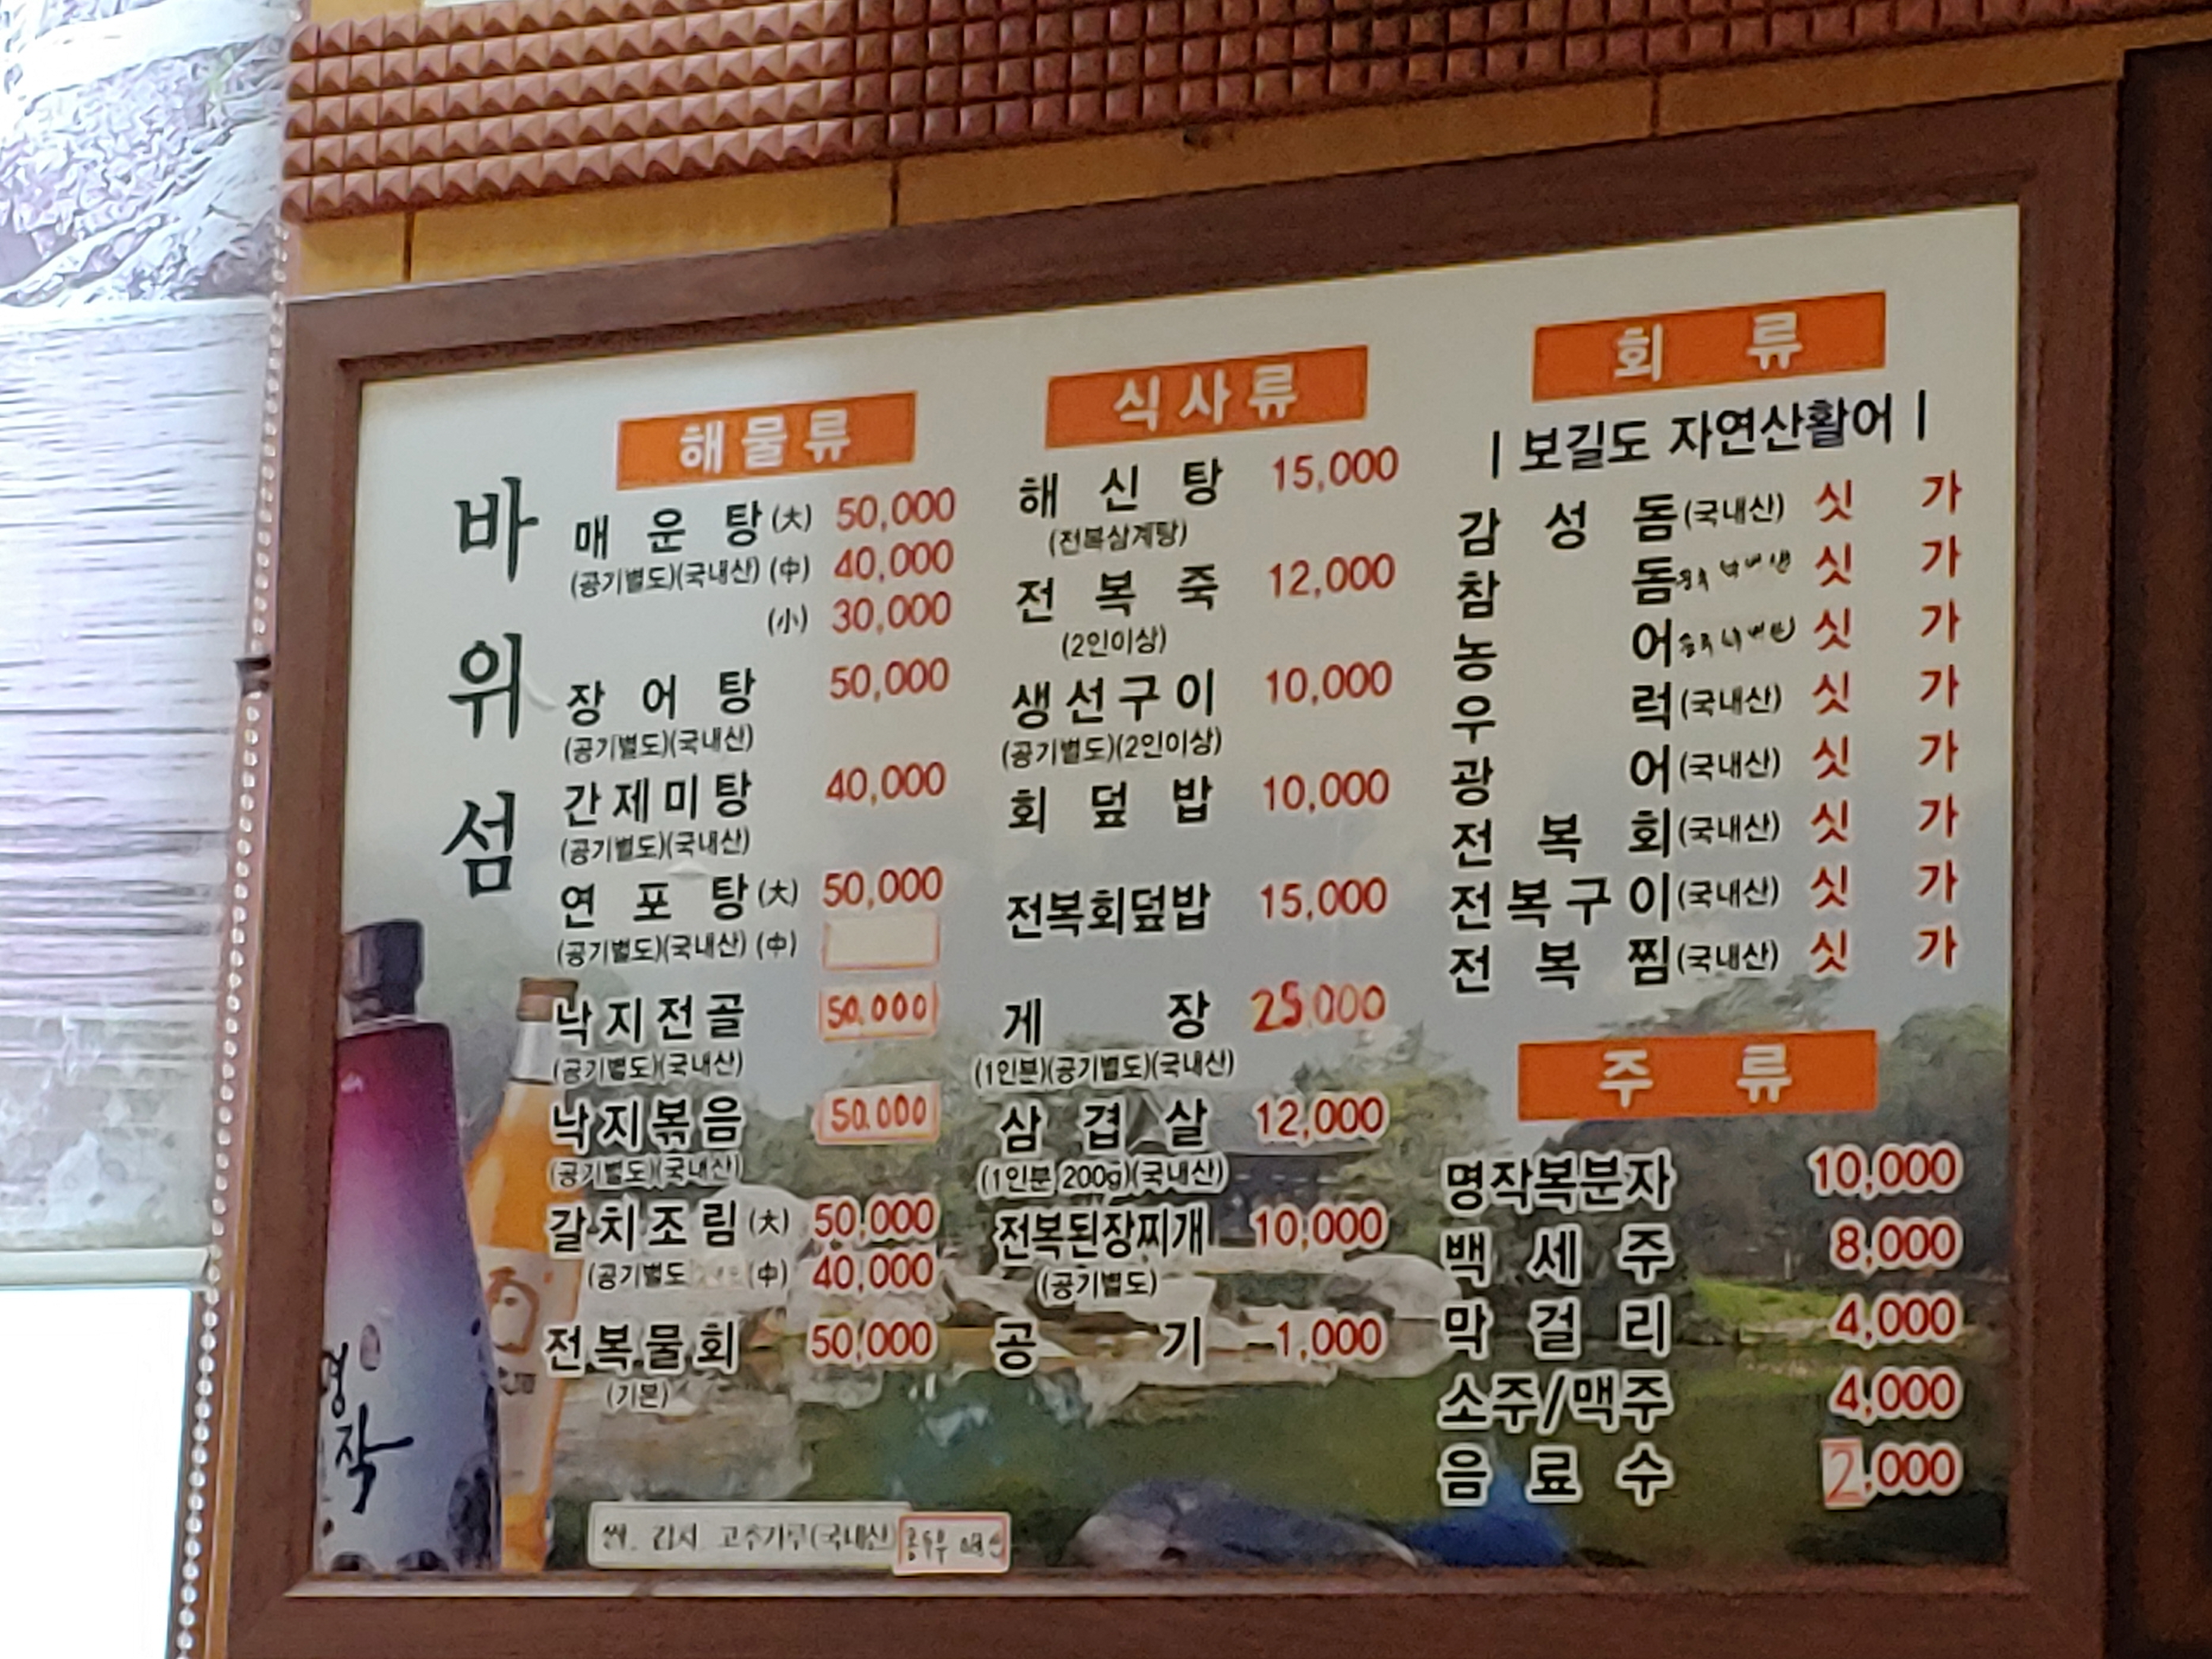 바위섬
해물류
매운탕(大) 50,000
(공기별도)(국내산) (中) 40,000
(小) 30,000
장어탕 50,000
(공기별도)(국내산)
간제미탕 40,000
(공기별도)(국내산)
연포탕(大) 50,000
(공기별도)(국내산) (中)
낙지전골 50.000
(공기별도)(국내산)
낙지볶음 50.000
(공기별도)(국내산)
갈치조림(大) 50,000
(공기별도 (中) 40,000
전복물회 50,000
(기본)
식사류
해신탕 15,000
(전복삼계탕)
전복죽 12,000
(2인이상)
생선구이 10,000
(공기별도)(2인이상)
회덮밥 10,000
전복회덮밥 15,000
게장 25,000
(1인분)(공기별도)(국내산)
삼겹살 12,000
(1인분 200g)(국내산)
전복된장찌개 10,000
(공기별도)
공기 1,000
회류
| 보길도 자연산활어 |
감성돔(국내산) 싯가
참돔 싯가
농어 싯가
우럭(국내산) 싯가
광어(국내산) 싯가
전복회(국내산) 싯가
전복구이(국내산) 싯가
전복찜(국내산) 싯가
주류
명작복분자 10,000
백세주 8,000
막걸리 4,000
소주/맥주 4,000
음료수 2,000
명작
쌀. 김치 고추가루(국내산)